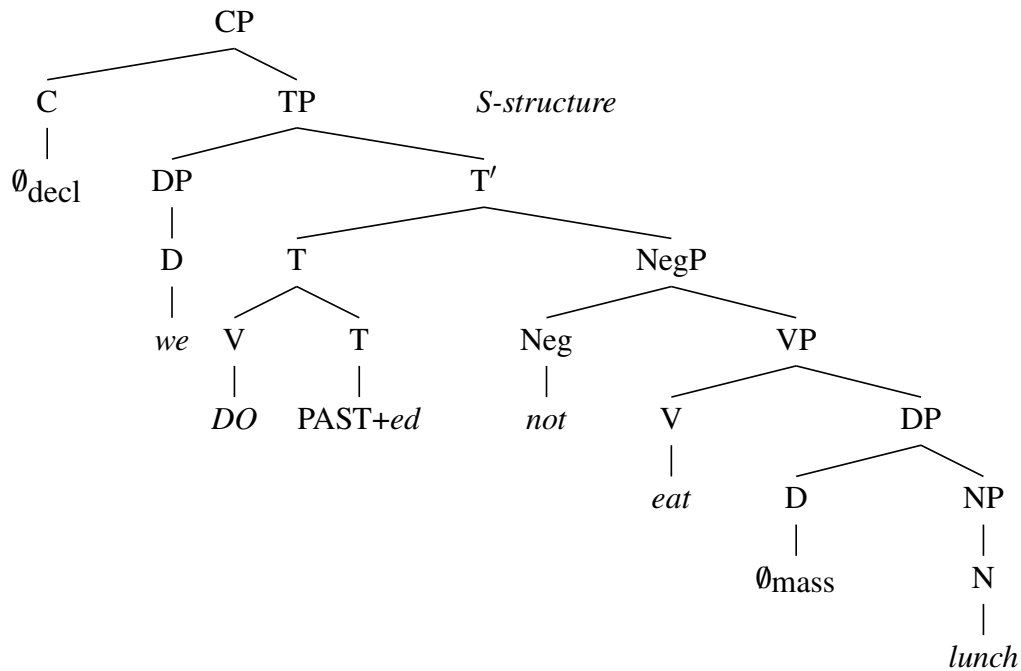 CP
C TP S-structure
∅decl DP T′
D T NegP
we V T Neg VP
DO PAST+ed not V DP
eat D NP
∅mass N
lunch